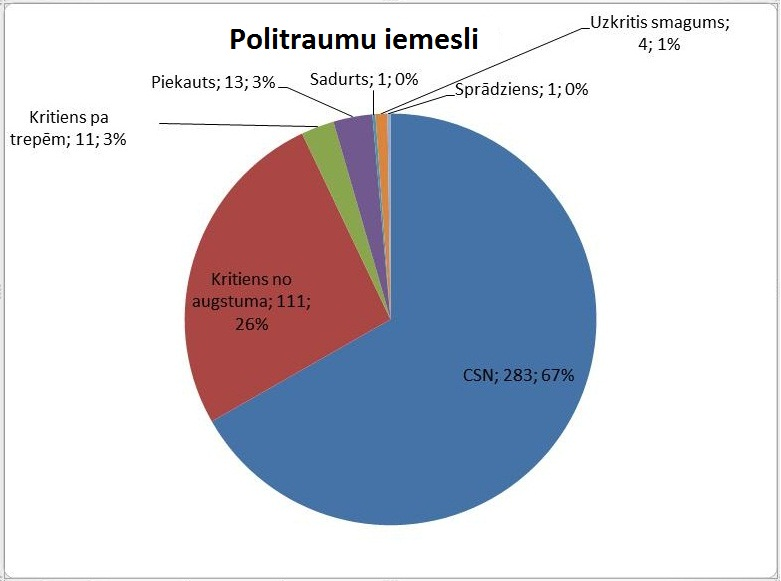 Politraumu iemesli
Uzkritis smagums;
4; 1%
Piekauts; 13; 3%
Sadurts; 1; 0%
Sprādziens; 1; 0%
Kritiens pa
trepēm; 11; 3%
Kritiens no
augstuma; 111;
26%
CSN; 283; 67%